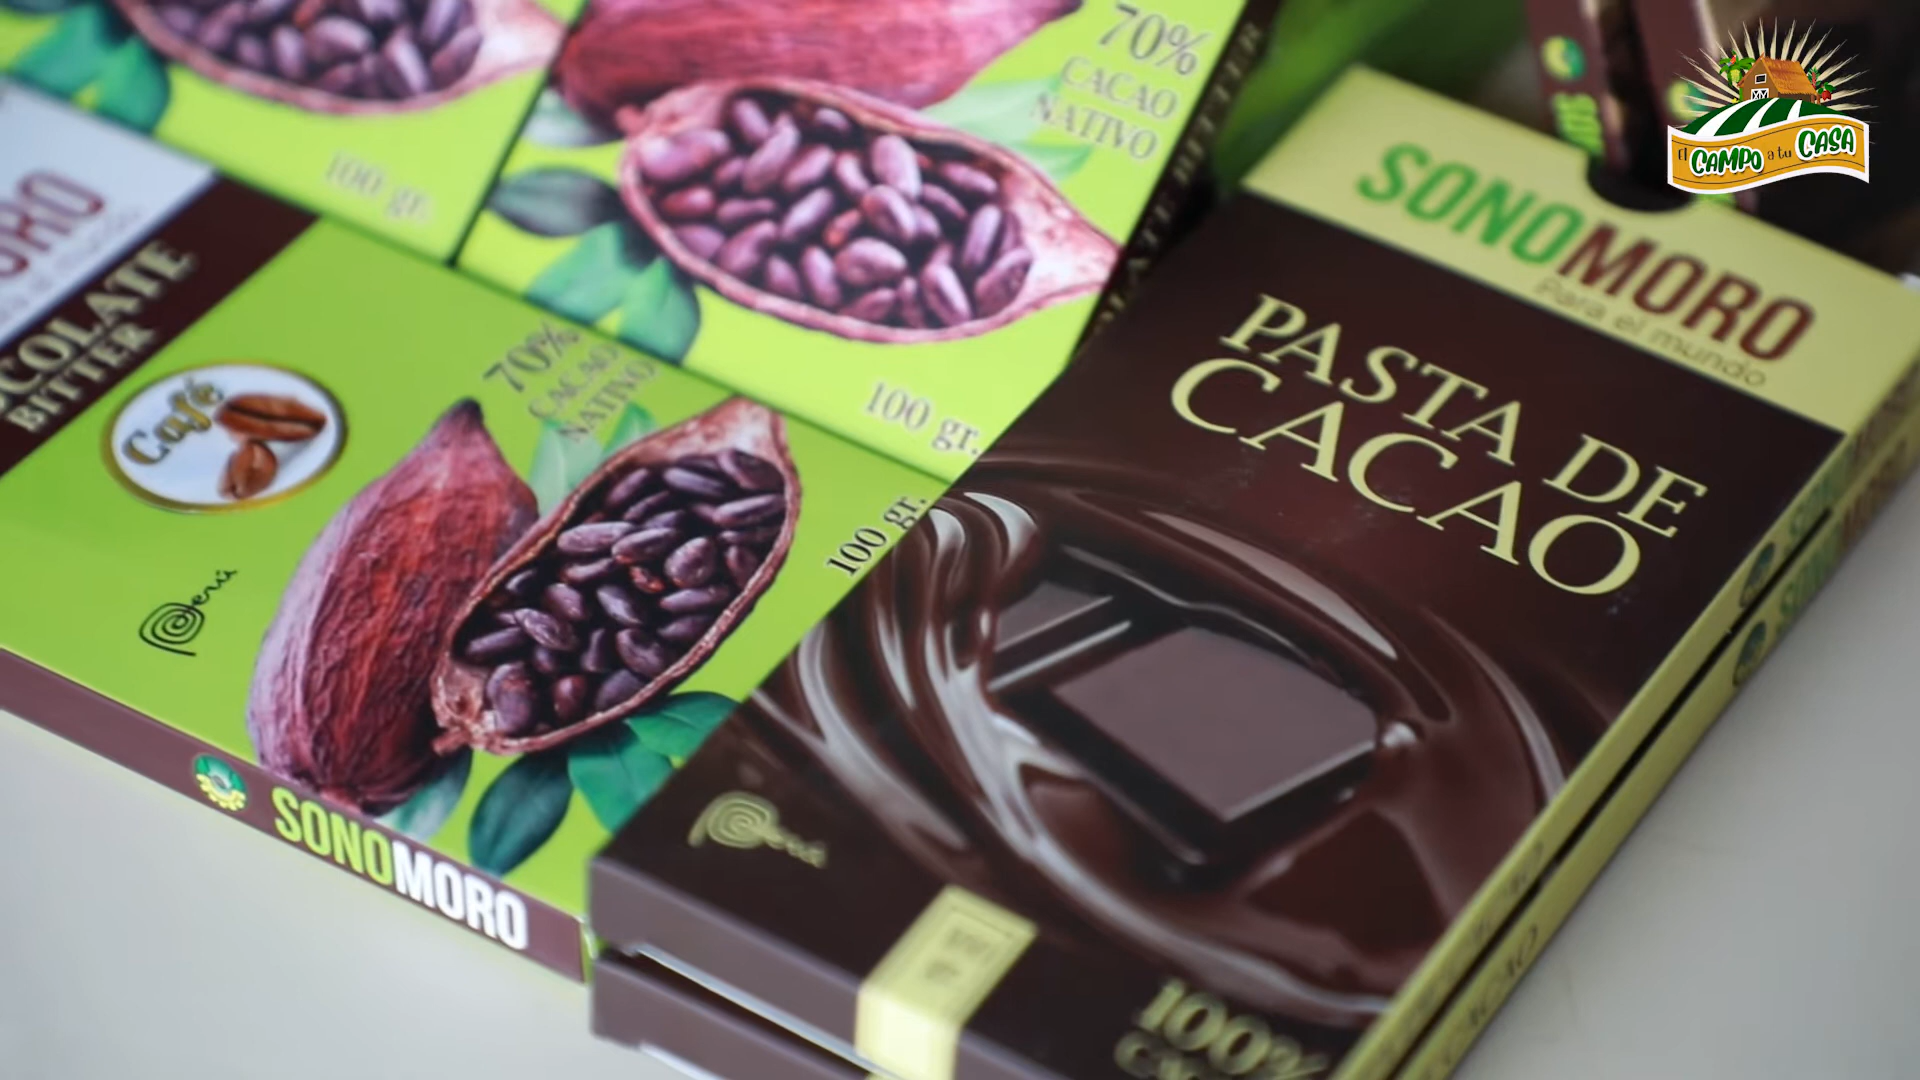 70%
CACAO
NATIVO
100 gr.
100 gr.
ORO
COLATE
BITTER
Café
70%
CACAO
NATIVO
100 gr.
Perú
SONOMORO
SONOMORO
Para el mundo
PASTA DE
CACAO
Perú
100%
El CAMPO a tu CASA